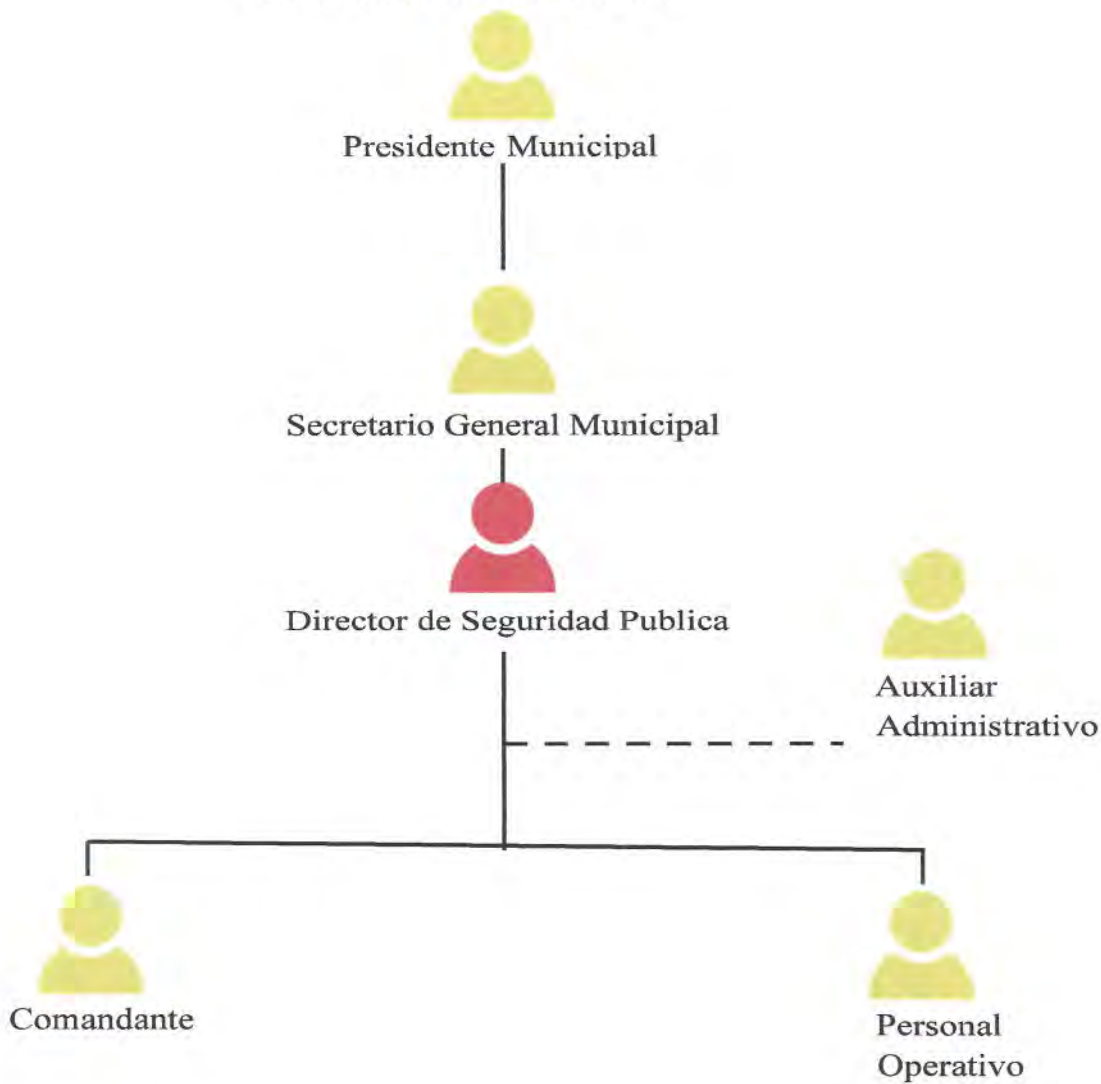 Presidente Municipal
Secretario General Municipal
Director de Seguridad Publica
Auxiliar
Administrativo
Comandante
Personal
Operativo